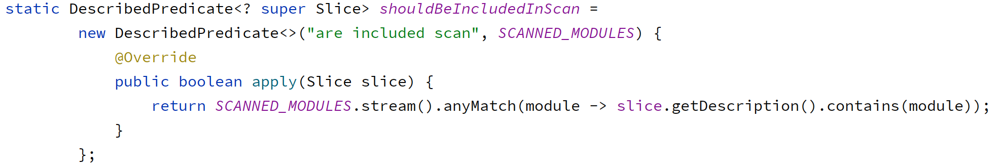 static DescribedPredicate<? super Slice> shouldBeIncludedInScan =
        new DescribedPredicate<>("are included scan", SCANNED_MODULES) {
            @Override
            public boolean apply(Slice slice) {
                return SCANNED_MODULES.stream().anyMatch(module -> slice.getDescription().contains(module));
            }
        };